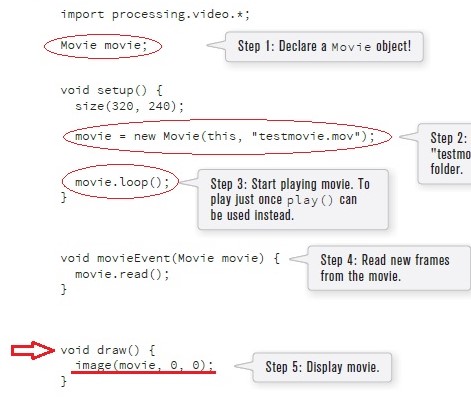 import processing.video.*;
Movie movie;
Step 1: Declare a Movie object!
void setup() {
size(320, 240);
movie = new Movie(this, "testmovie.mov");
Step 2:
"testmo
folder.
movie.loop();
}
Step 3: Start playing movie. To
play just once play() can
be used instead.
void movieEvent(Movie movie) {
movie.read();
}
Step 4: Read new frames
from the movie.
void draw() {
image(movie, 0, 0);
}
Step 5: Display movie.